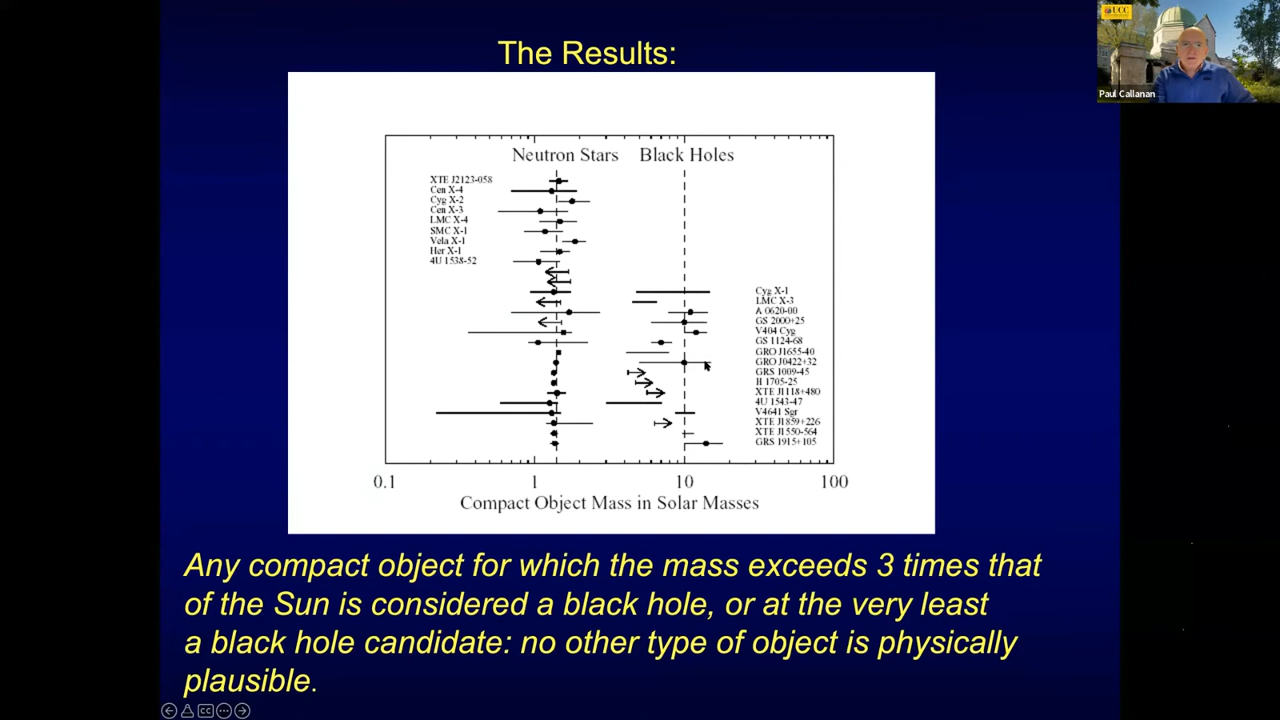 The Results:
UCC
Paul Callanan
Neutron Stars
Black Holes
XTE J2123-058
Cen X-4
Cyg X-2
Cen X-3
LMC X-4
SMC X-1
Vela X-1
Her X-1
4U 1538-52
Cyg X-1
LMC X-3
A 0620-00
GS 2000+25
V404 Cyg
GS 1124-68
GRO J1655-40
GRO J0422+32
GRS 1009-45
H 1705-25
XTE J1118+480
4U 1543-47
V4641 Sgr
XTE J1859+226
XTE J1550-564
GRS 1915+105
0.1
1
10
100
Compact Object Mass in Solar Masses
Any compact object for which the mass exceeds 3 times that
of the Sun is considered a black hole, or at the very least
a black hole candidate: no other type of object is physically
plausible.